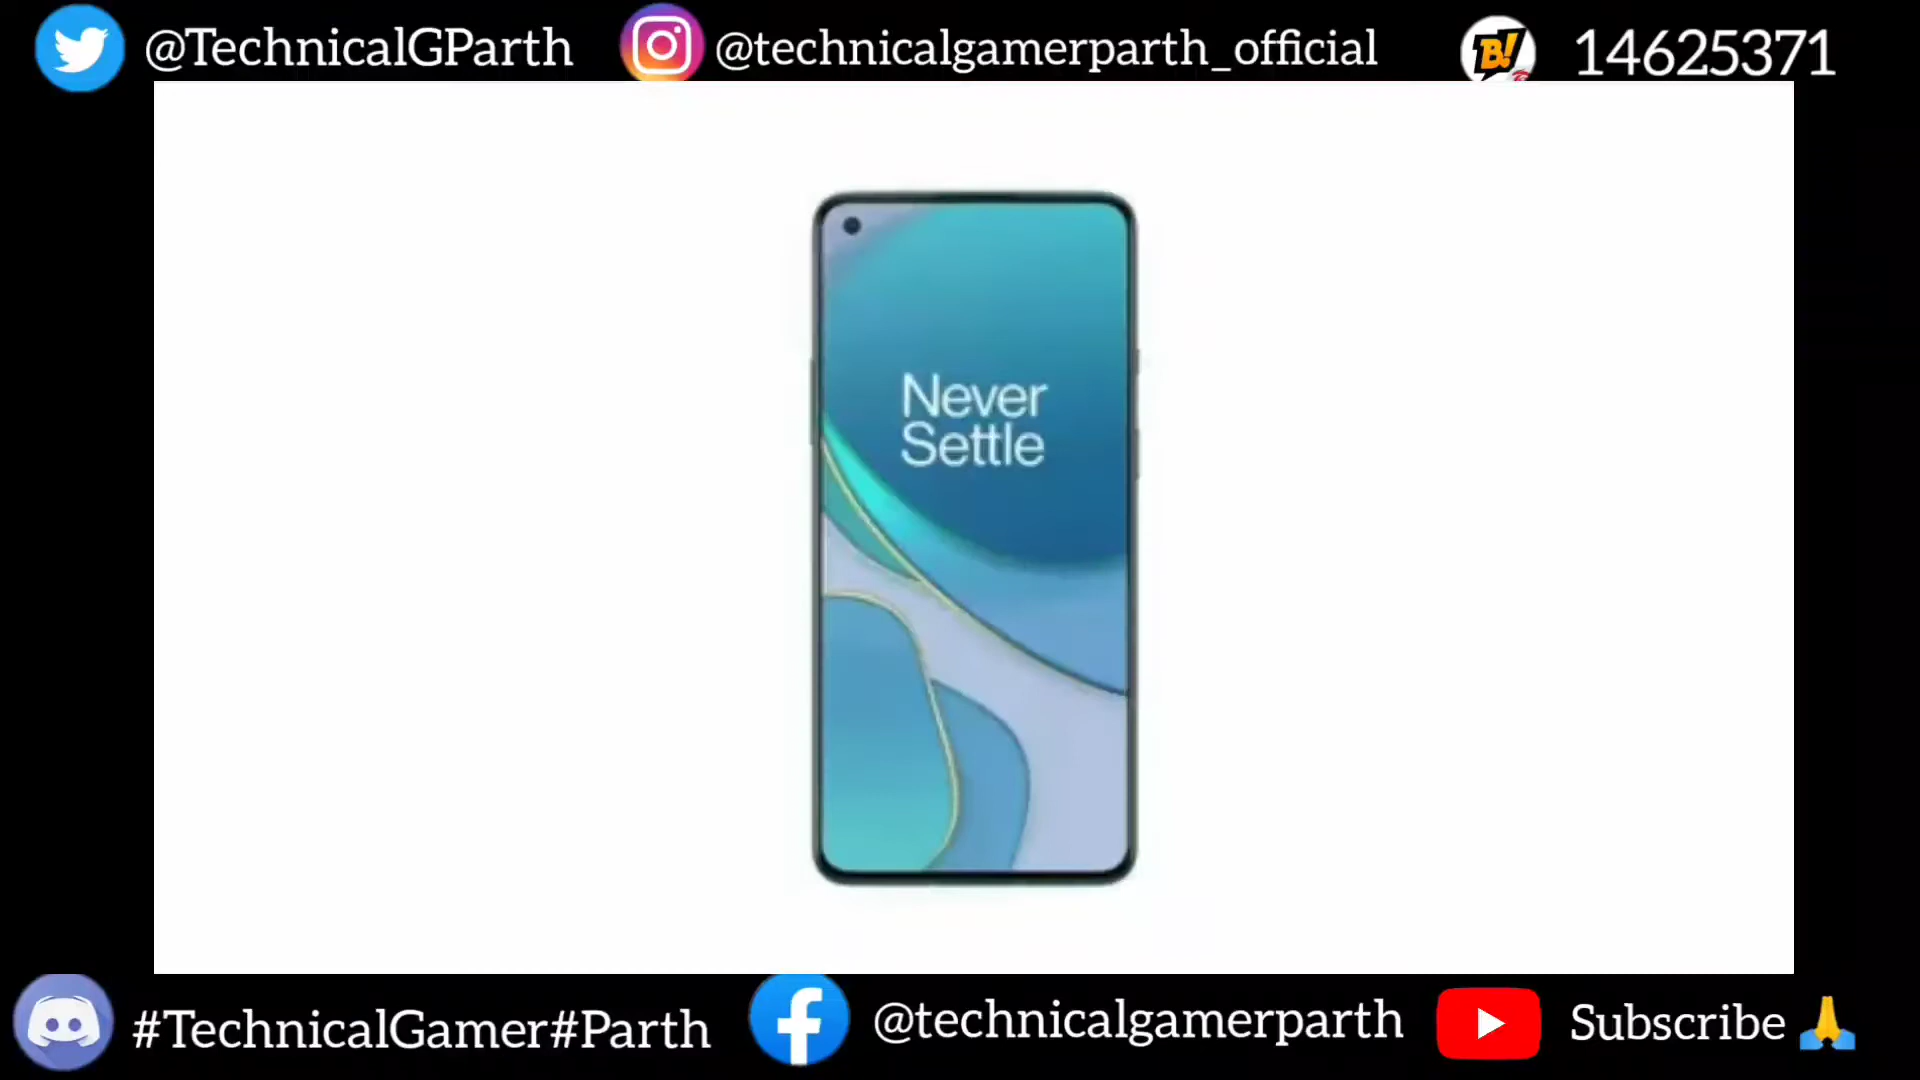 @TechnicalGParth
@technicalgamerparth_official
B!
14625371
Never
Settle
#TechnicalGamer#Parth
@technicalgamerparth
Subscribe 🙏